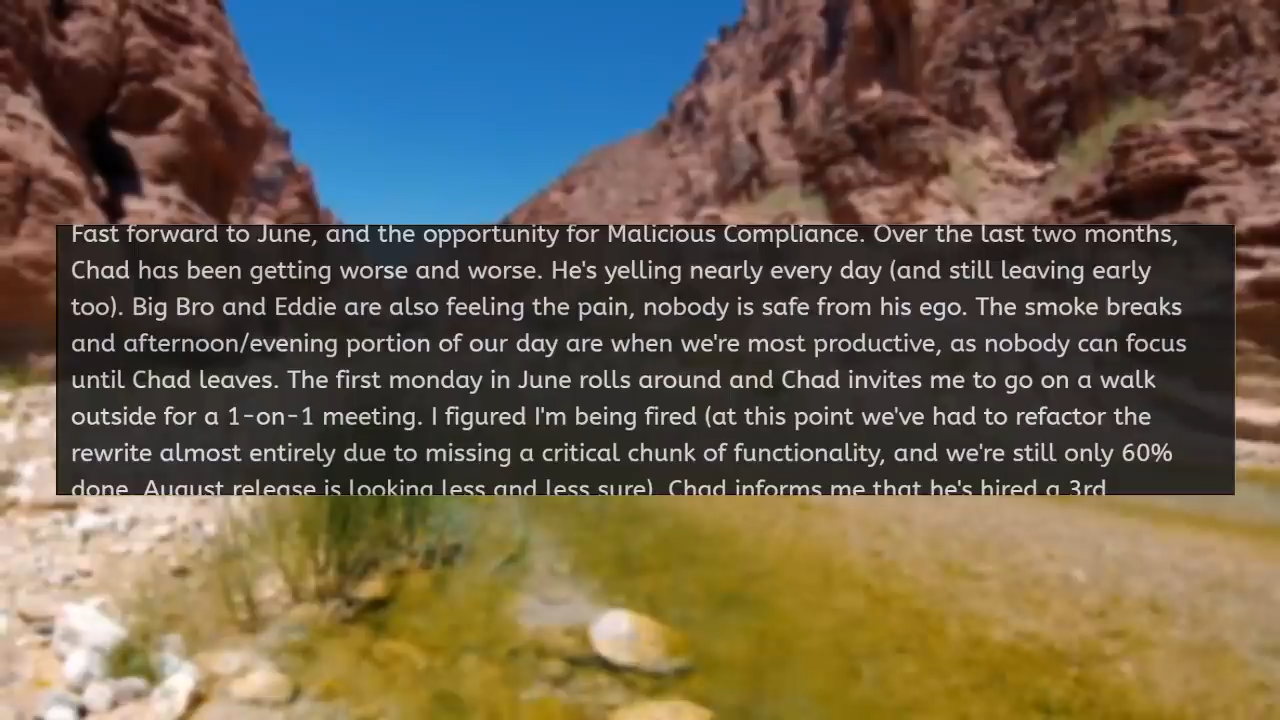 Fast forward to June, and the opportunity for Malicious Compliance. Over the last two months,
Chad has been getting worse and worse. He's yelling nearly every day (and still leaving early
too). Big Bro and Eddie are also feeling the pain, nobody is safe from his ego. The smoke breaks
and afternoon/evening portion of our day are when we're most productive, as nobody can focus
until Chad leaves. The first monday in June rolls around and Chad invites me to go on a walk
outside for a 1-on-1 meeting. I figured I'm being fired (at this point we've had to refactor the
rewrite almost entirely due to missing a critical chunk of functionality, and we're still only 60%
done. August release is looking less and less sure). Chad informs me that he's hired a 3rd